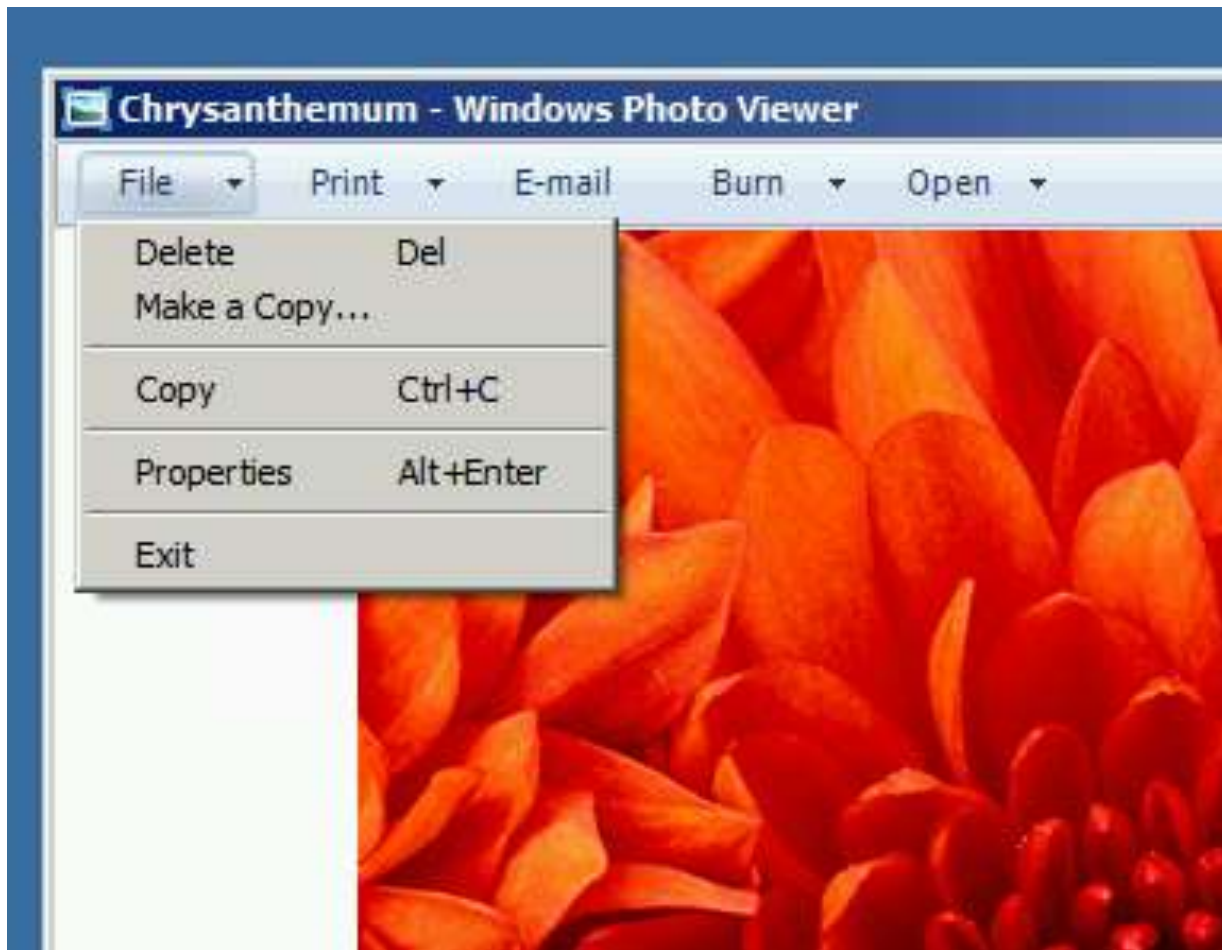 Chrysanthemum - Windows Photo Viewer
File Print E-mail Burn Open
Delete Del
Make a Copy...
Copy Ctrl+C
Properties Alt+Enter
Exit